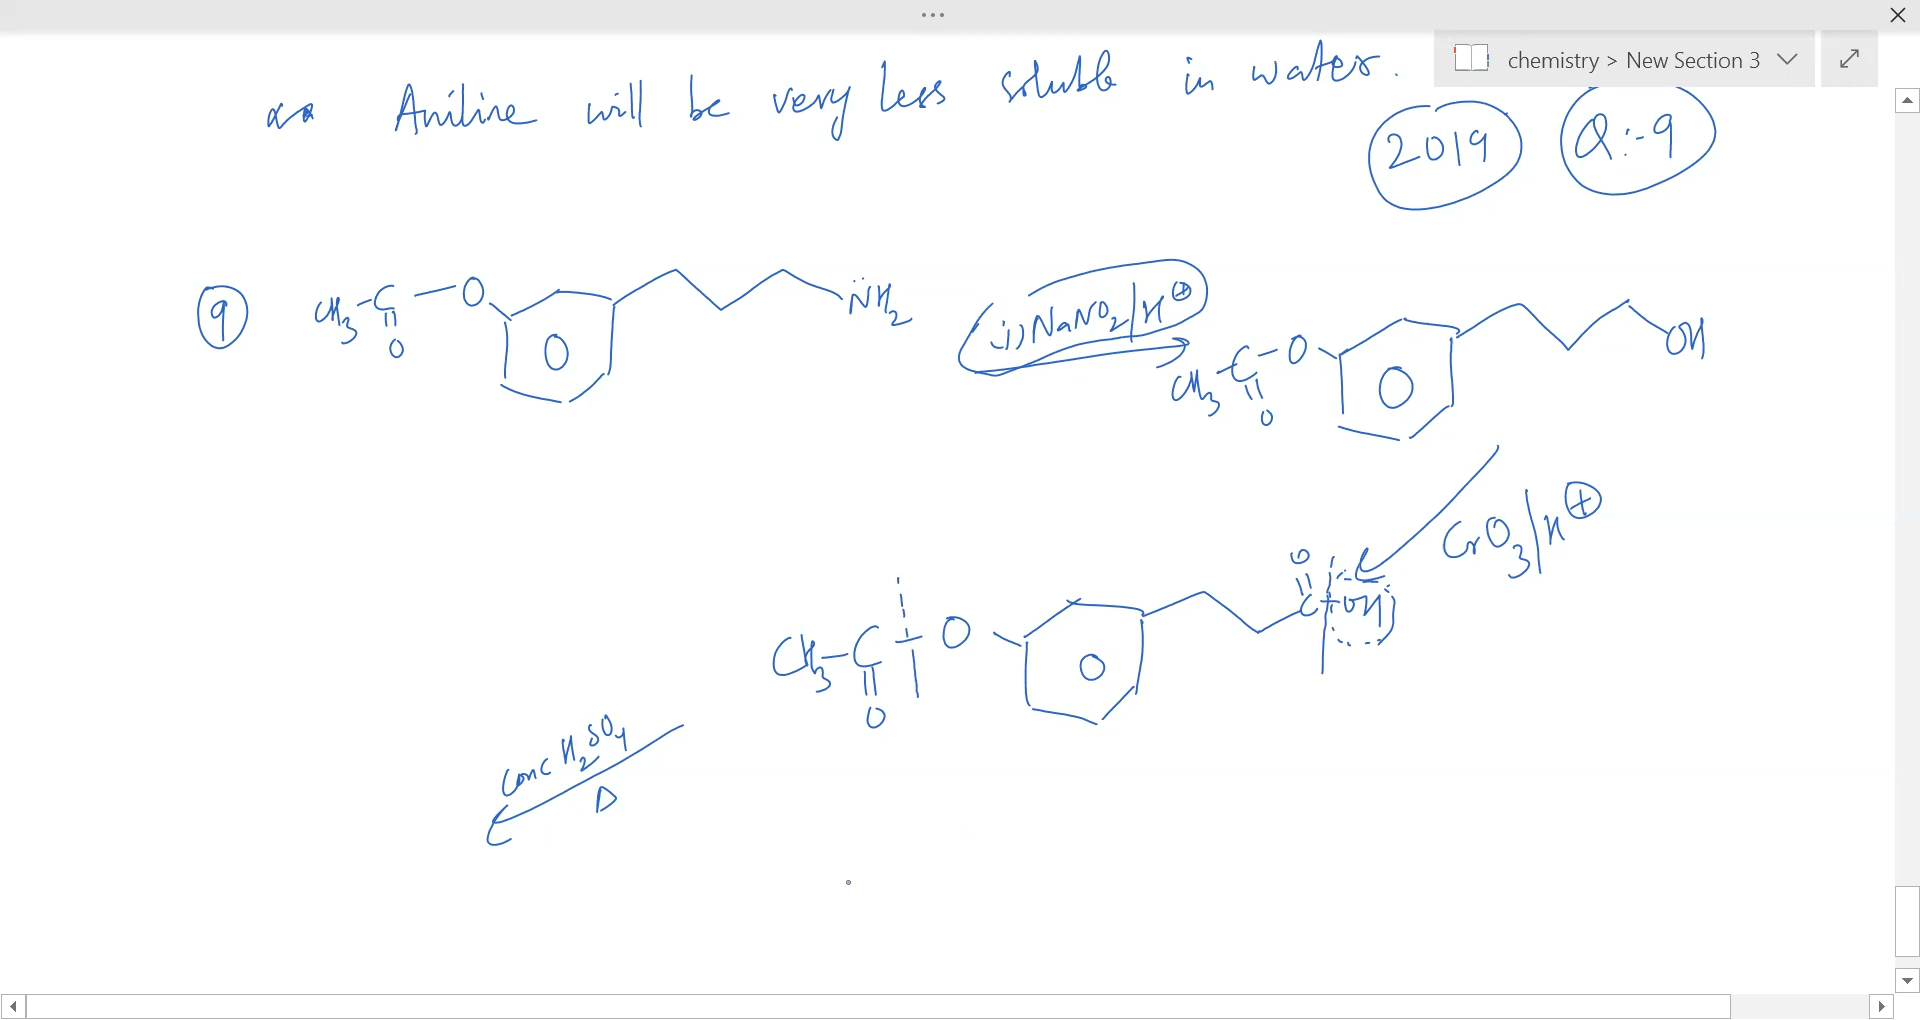 chemistry > New Section 3
Aniline will be very less soluble in water.
2019 Q:-9
9 CH3-C-O NH2 (i) NaNO2/H⊕
O
CH3-C-O OH
O
CrO3/H⊕
O
CH3-C-O C OH
O
conc H2SO4
Δ